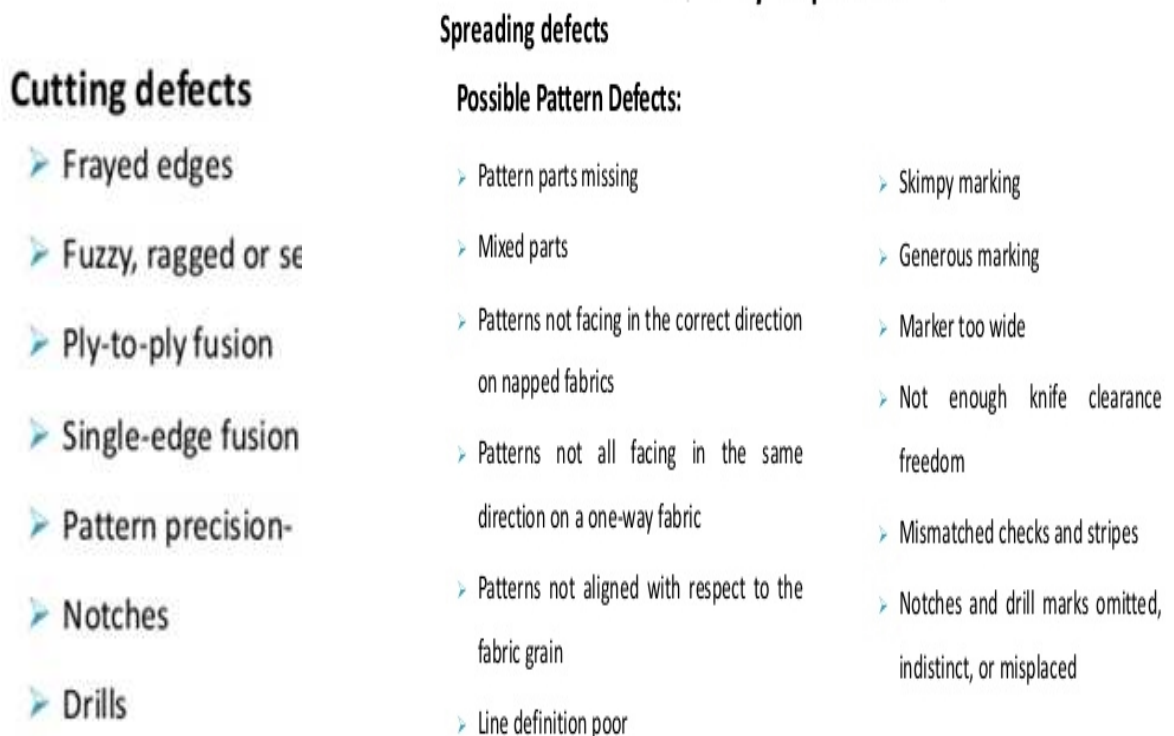 Cutting defects
Frayed edges
Fuzzy, ragged or se
Ply-to-ply fusion
Single-edge fusion
Pattern precision-
Notches
Drills
Spreading defects
Possible Pattern Defects:
Pattern parts missing
Mixed parts
Patterns not facing in the correct direction
on napped fabrics
Patterns not all facing in the same
direction on a one-way fabric
Patterns not aligned with respect to the
fabric grain
Line definition poor
Skimpy marking
Generous marking
Marker too wide
Not enough knife clearance
freedom
Mismatched checks and stripes
Notches and drill marks omitted,
indistinct, or misplaced